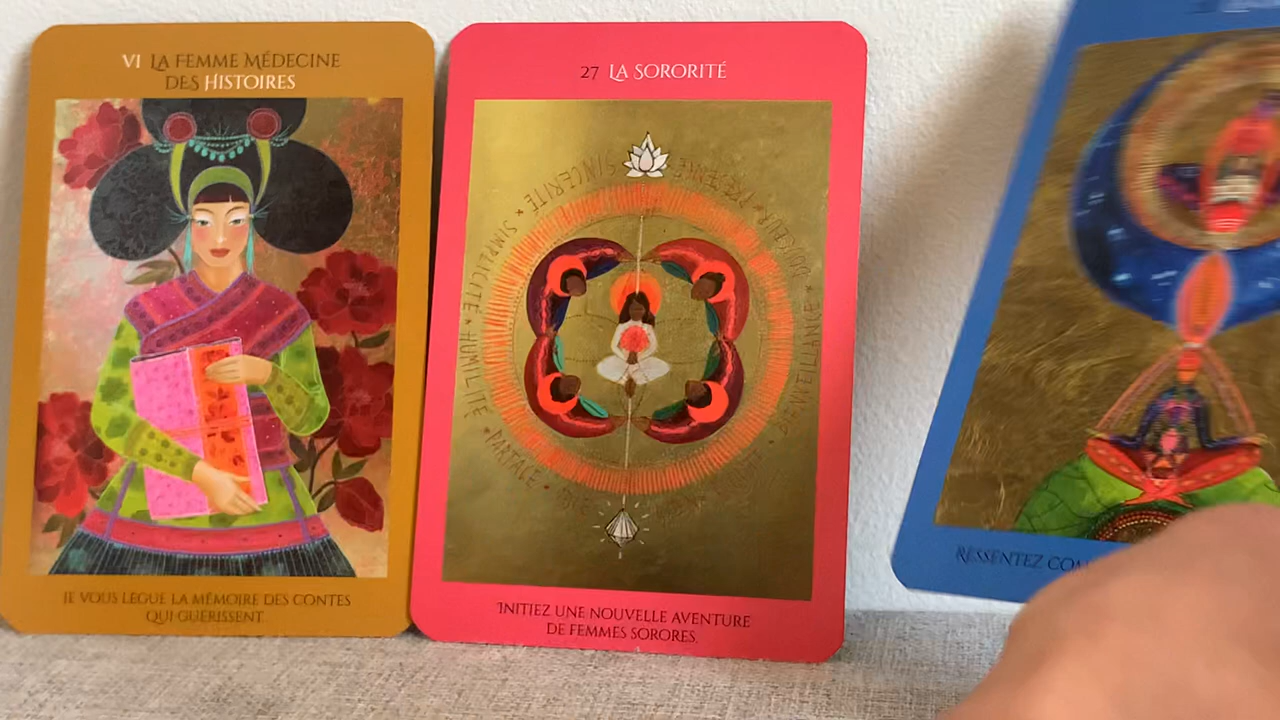 VI LA FEMME MÉDECINE
DES HISTOIRES
JE VOUS LÈGUE LA MÉMOIRE DES CONTES
QUI GUÉRISSENT.
27 LA SORORITÉ
SINCÉRITÉ * PRÉSENCE * DOUCEUR * BIENVEILLANCE * PARTAGE * HUMILITÉ * SIMPLICITÉ *
INITIEZ UNE NOUVELLE AVENTURE
DE FEMMES SORORES.
RESSENTEZ